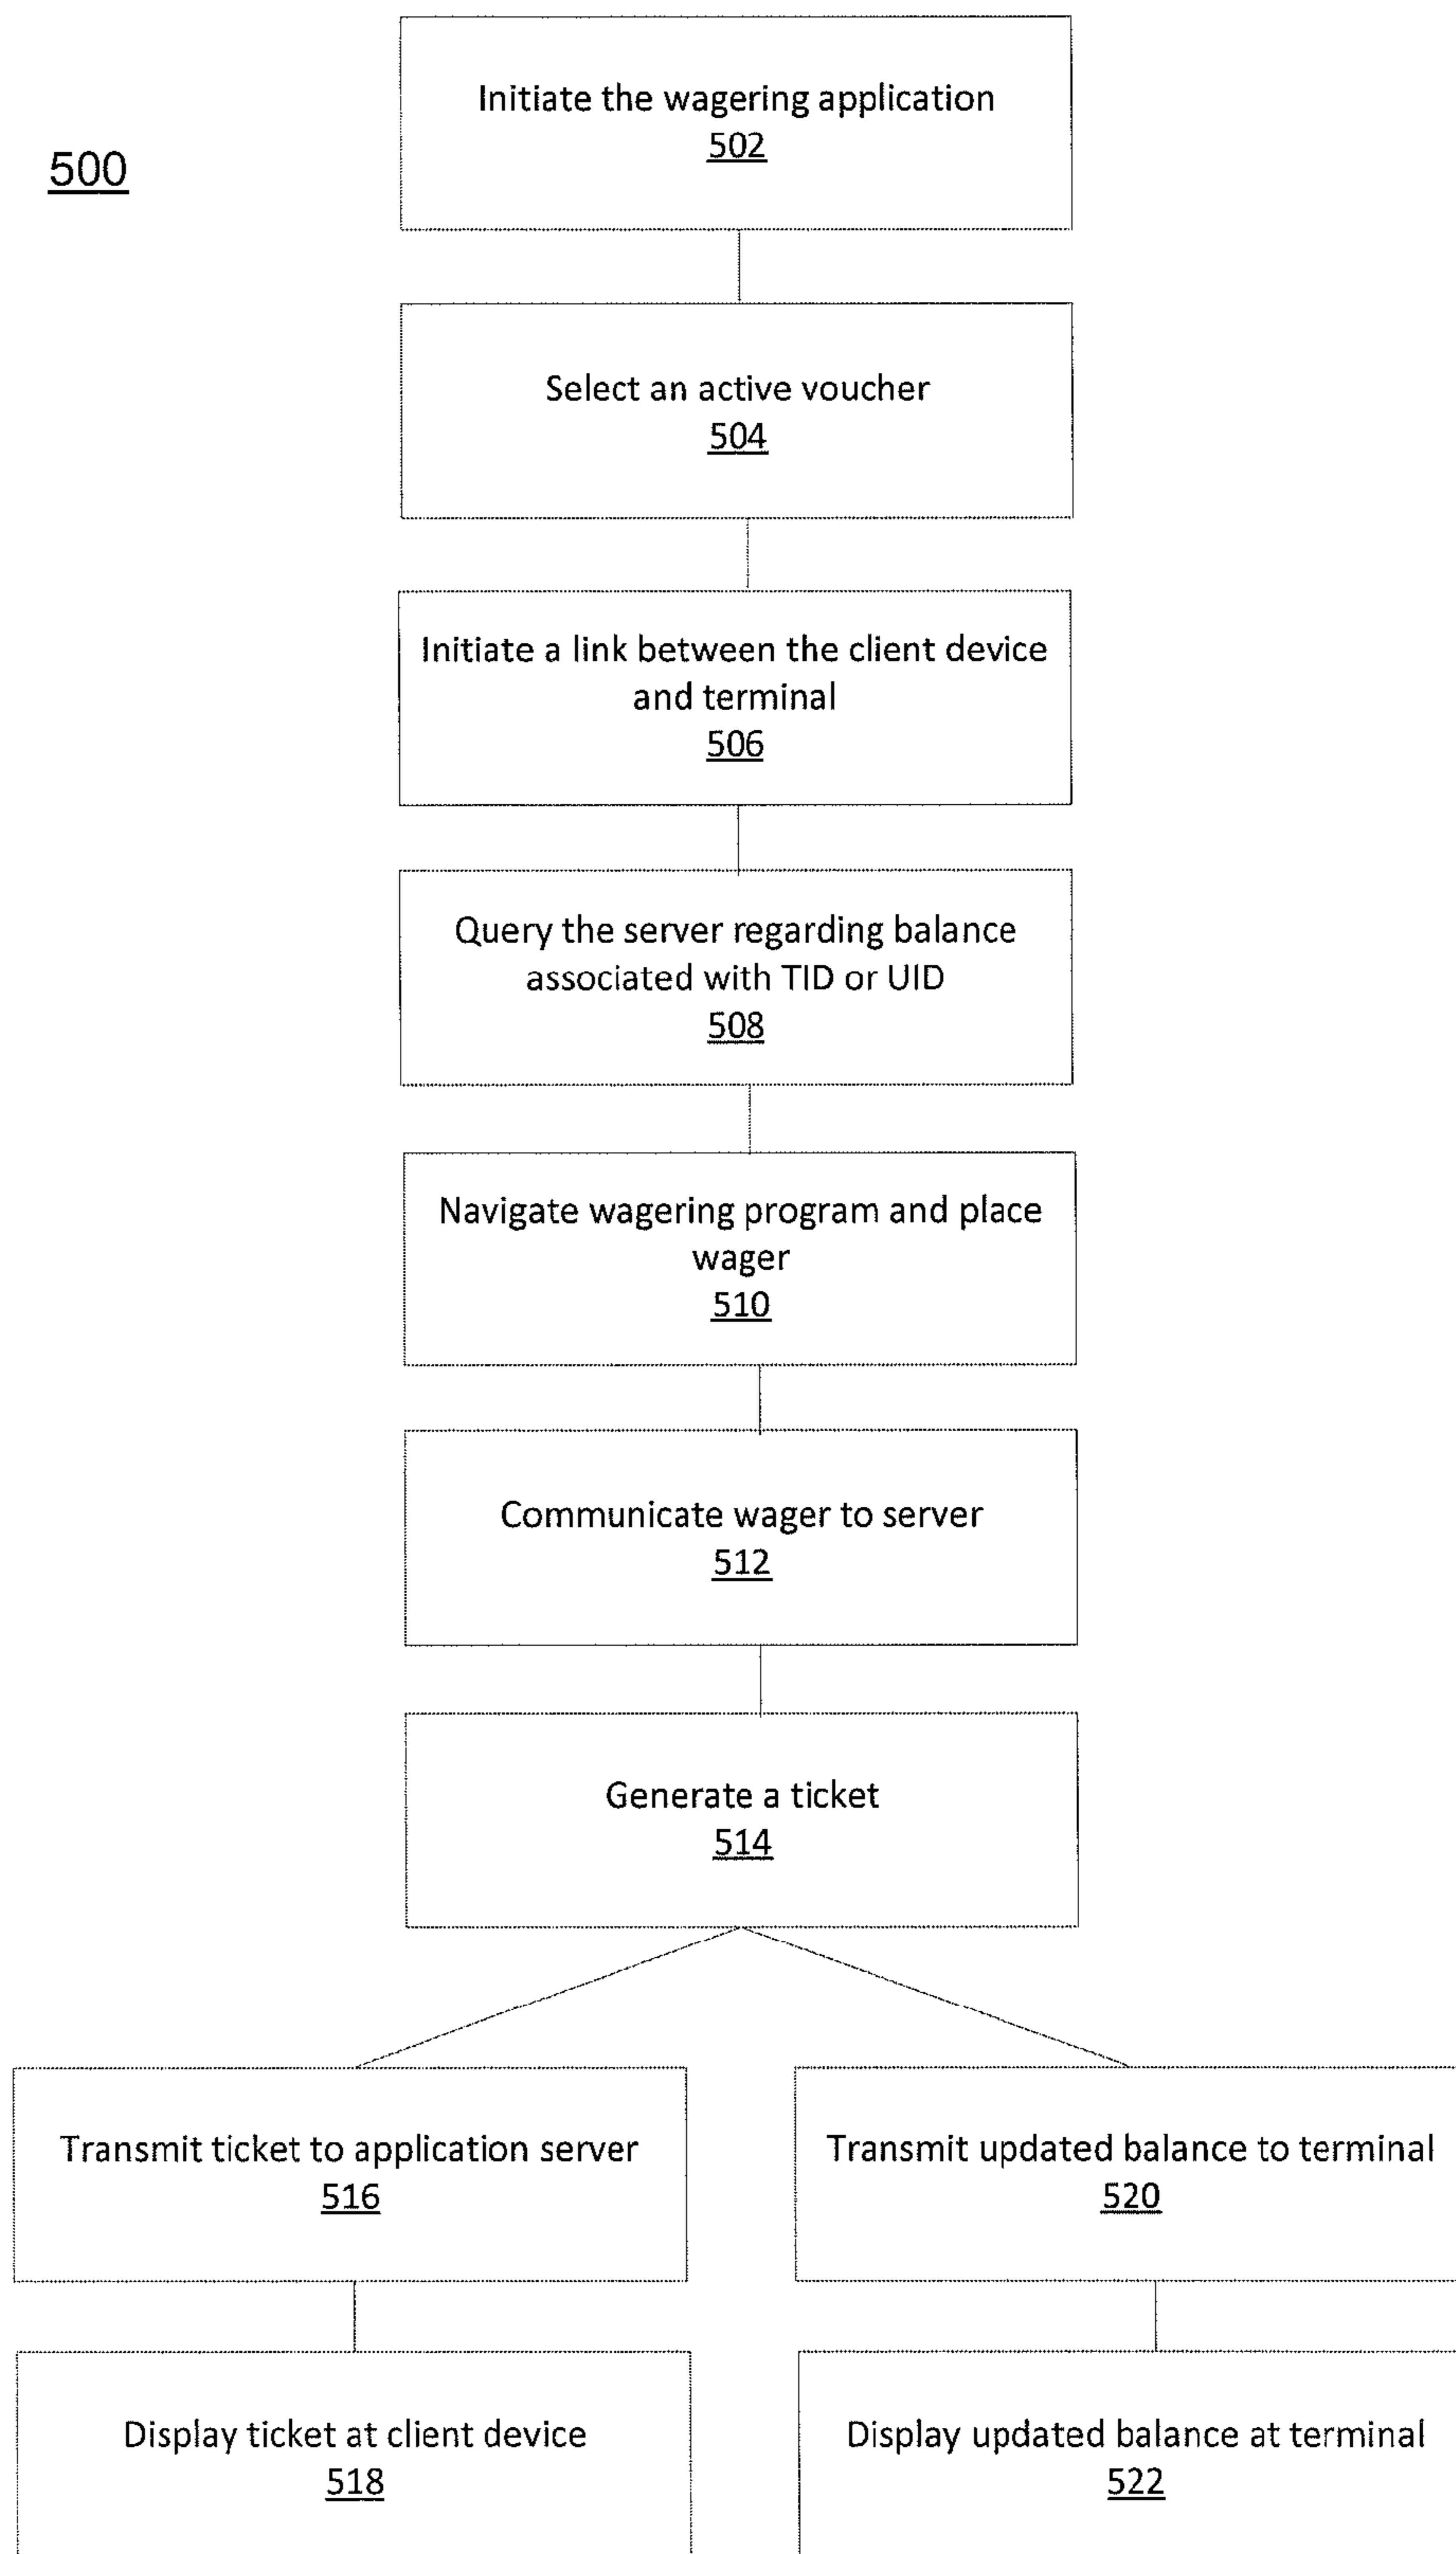 Initiate the wagering application
502
500
Select an active voucher
504
Initiate a link between the client device
and terminal
506
Query the server regarding balance
associated with TID or UID
508
Navigate wagering program and place
wager
510
Communicate wager to server
512
Generate a ticket
514
Transmit ticket to application server
516
Transmit updated balance to terminal
520
Display ticket at client device
518
Display updated balance at terminal
522